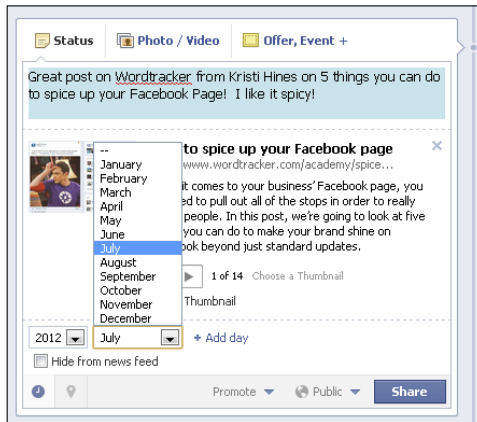 Status Photo / Video Offer, Event +
Great post on Wordtracker from Kristi Hines on 5 things you can do
to spice up your Facebook Page! I like it spicy!
to spice up your Facebook page
www.wordtracker.com/academy/spice...
it comes to your business' Facebook page, you
ed to pull out all of the stops in order to really
people. In this post, we're going to look at five
you can do to make your brand shine on
ook beyond just standard updates.
--
January
February
March
April
May
June
July
August
September
October
November
December
1 of 14 Choose a Thumbnail
Thumbnail
2012 July + Add day
Hide from news feed
Promote Public Share